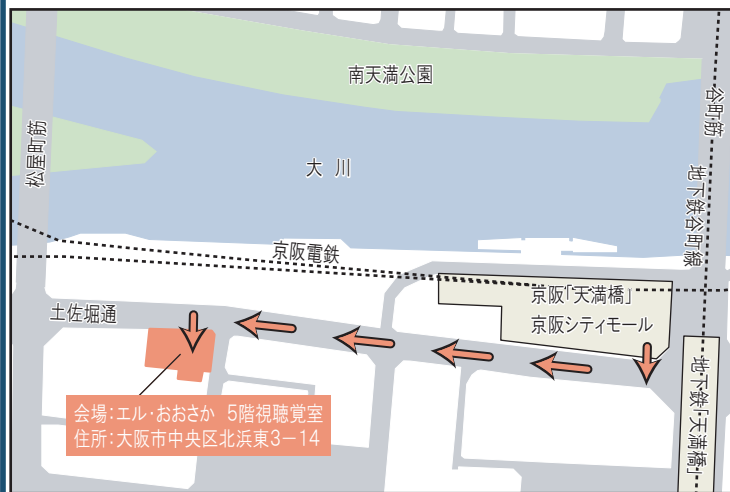 南天満公園
谷町筋
松屋町筋
大 川
地下鉄谷町線
京阪電鉄
京阪「天満橋」
京阪シティモール
土佐堀通
地下鉄「天満橋」
会場:エル・おおさか 5階視聴覚室
住所:大阪市中央区北浜東3－14